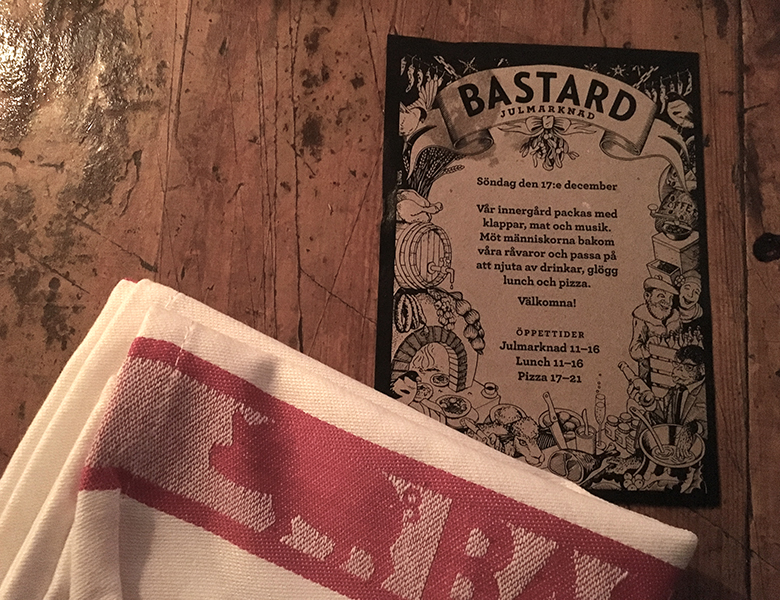 BASTARD
JULMARKNAD
Söndag den 17:e december
Vår innergård packas med
klappar, mat och musik.
Möt människorna bakom
våra råvaror och passa på
att njuta av drinkar, glögg
lunch och pizza.
Välkomna!
ÖPPETTIDER
Julmarknad 11–16
Lunch 11–16
Pizza 17–21